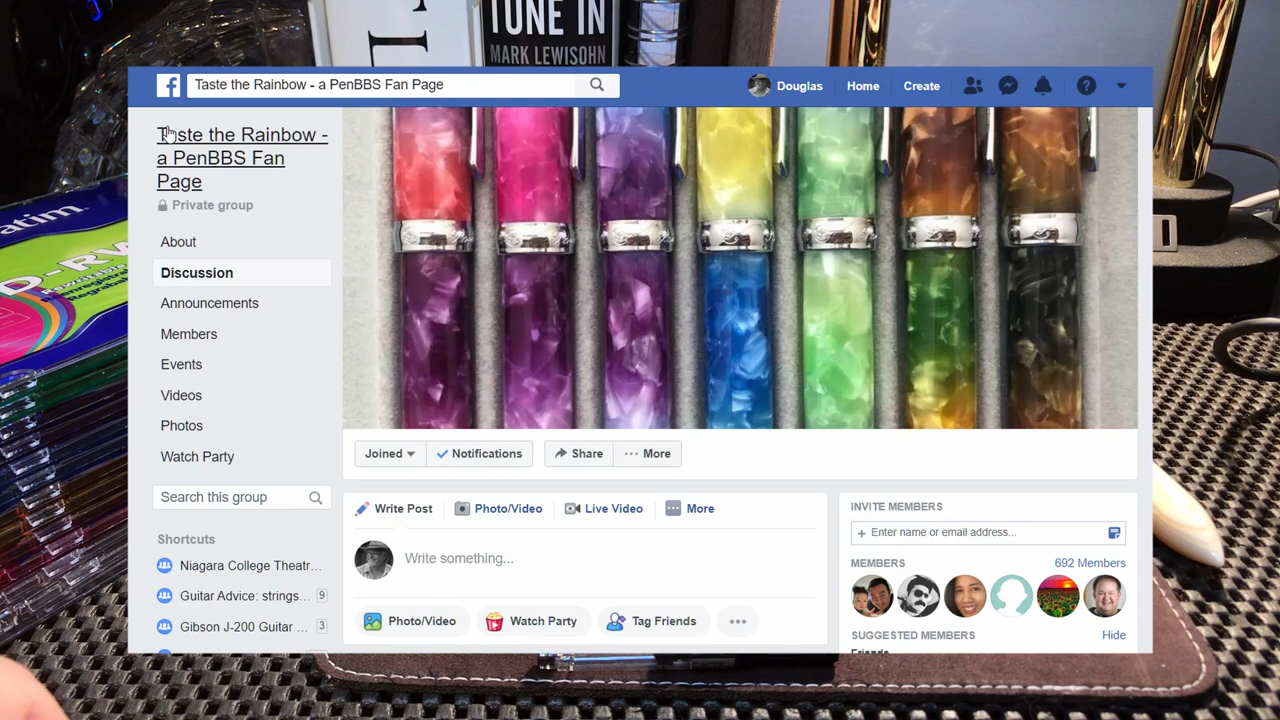 TUNE IN
MARK LEWISOHN
Taste the Rainbow - a PenBBS Fan Page
Douglas
Home
Create
Taste the Rainbow -
a PenBBS Fan
Page
Private group
About
Discussion
Announcements
Members
Events
Videos
Photos
Watch Party
Search this group
Shortcuts
Niagara College Theatr...
Guitar Advice: strings... 9
Gibson J-200 Guitar ... 3
Joined
Notifications
Share
More
Write Post
Photo/Video
Live Video
More
Write something...
Photo/Video
Watch Party
Tag Friends
INVITE MEMBERS
+ Enter name or email address...
MEMBERS
692 Members
SUGGESTED MEMBERS
Hide
Friends